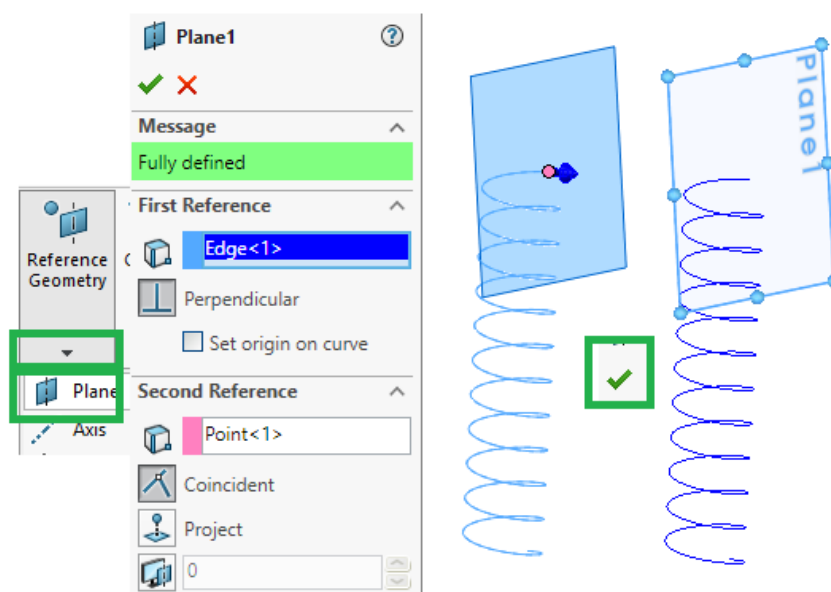 Plane1
Message
Fully defined
First Reference
Edge<1>
Perpendicular
Set origin on curve
Second Reference
Point<1>
Coincident
Project
0
Reference
Geometry
Plane
Axis
Plane1